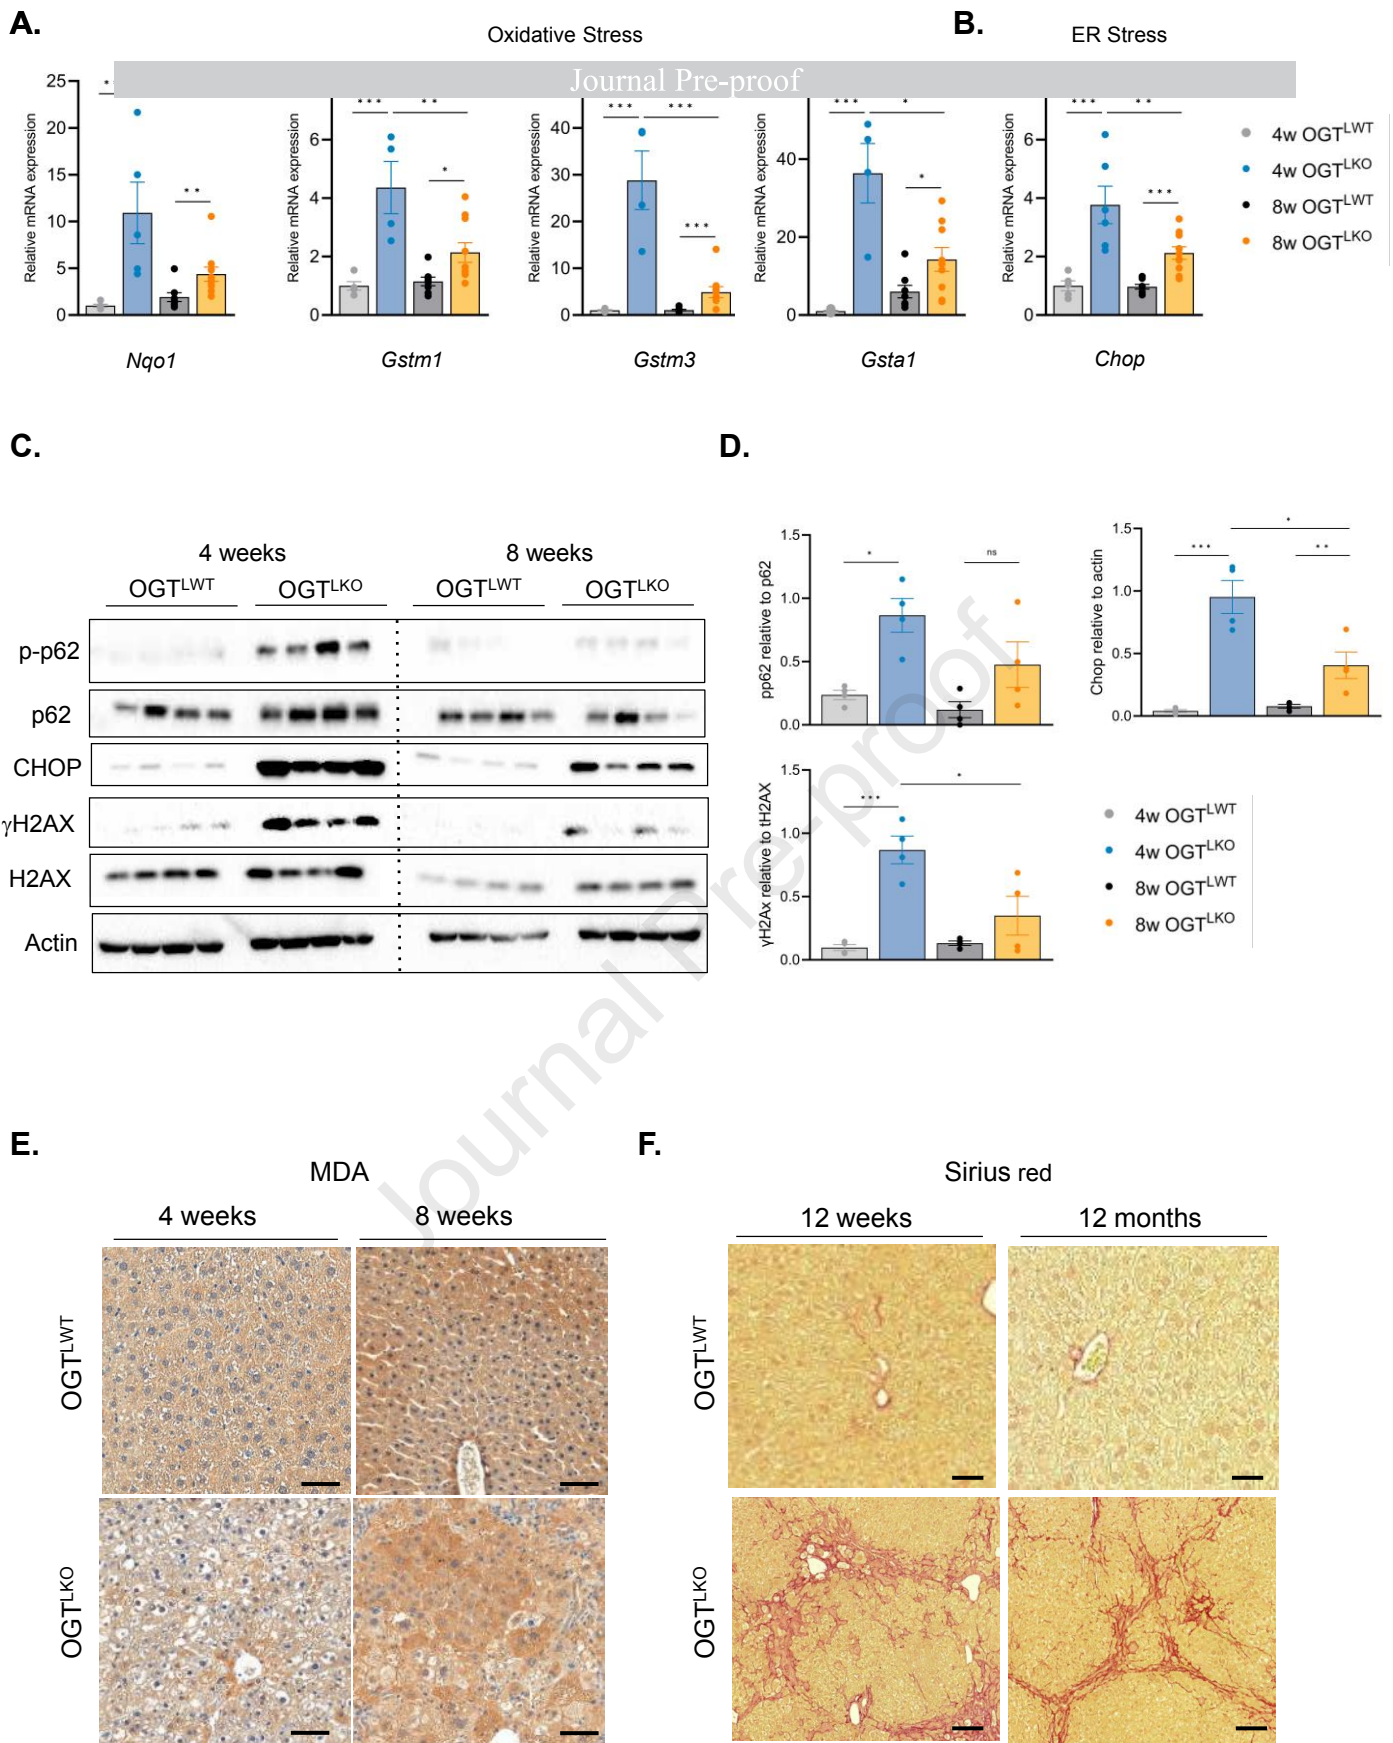 A.
Oxidative Stress
B.
ER Stress
Journal Pre-proof
Relative mRNA expression
25
20
15
10
5
0
*
* *
Nqo1
Relative mRNA expression
6
4
2
0
* * *
* *
*
Gstm1
Relative mRNA expression
40
30
20
10
0
* * *
* * *
* * *
Gstm3
Relative mRNA expression
40
20
0
* * *
*
*
Gsta1
Relative mRNA expression
6
4
2
0
* * *
* *
* * *
Chop
4w OGTLWT
4w OGTLKO
8w OGTLWT
8w OGTLKO
C.
4 weeks
8 weeks
OGTLWT
OGTLKO
OGTLWT
OGTLKO
p-p62
p62
CHOP
γH2AX
H2AX
Actin
D.
pp62 relative to p62
1.5
1.0
0.5
0.0
*
ns
Chop relative to actin
1.5
1.0
0.5
0.0
* * *
*
* *
γH2Ax relative to tH2AX
1.5
1.0
0.5
0.0
* * *
*
4w OGTLWT
4w OGTLKO
8w OGTLWT
8w OGTLKO
Journal Pre-proof
E.
MDA
4 weeks
8 weeks
OGTLWT
OGTLKO
F.
Sirius red
12 weeks
12 months
OGTLWT
OGTLKO